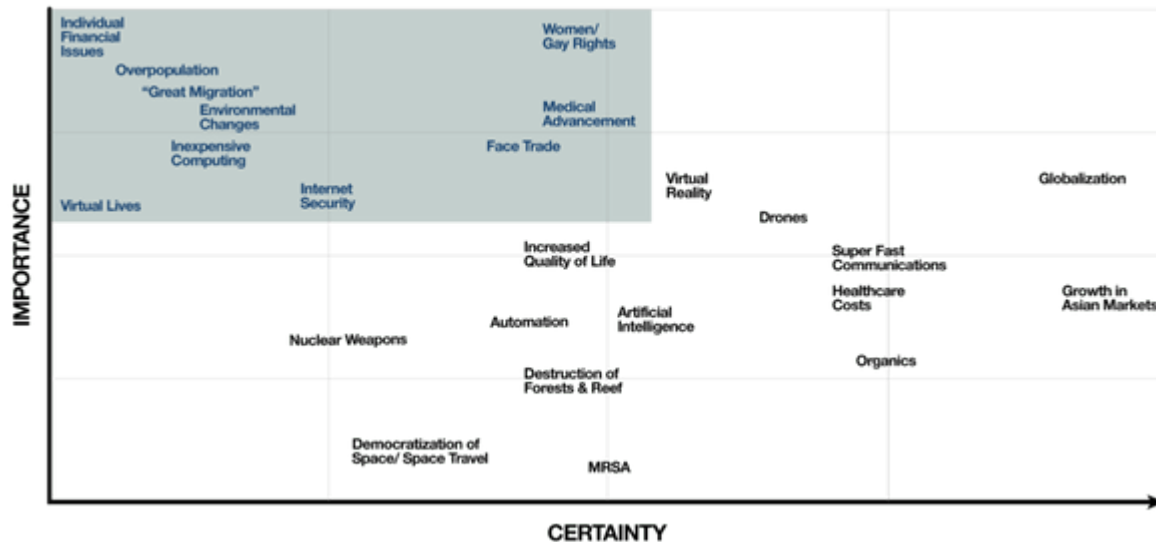 Individual
Financial
Issues
Women/
Gay Rights
Overpopulation
“Great Migration”
Environmental
Changes
Medical
Advancement
Inexpensive
Computing
Face Trade
Virtual Lives
Internet
Security
Virtual
Reality
Globalization
Drones
Increased
Quality of Life
Super Fast
Communications
Healthcare
Costs
Growth in
Asian Markets
Automation
Artificial
Intelligence
Nuclear Weapons
Organics
Destruction of
Forests & Reef
Democratization of
Space/ Space Travel
MRSA
IMPORTANCE
CERTAINTY